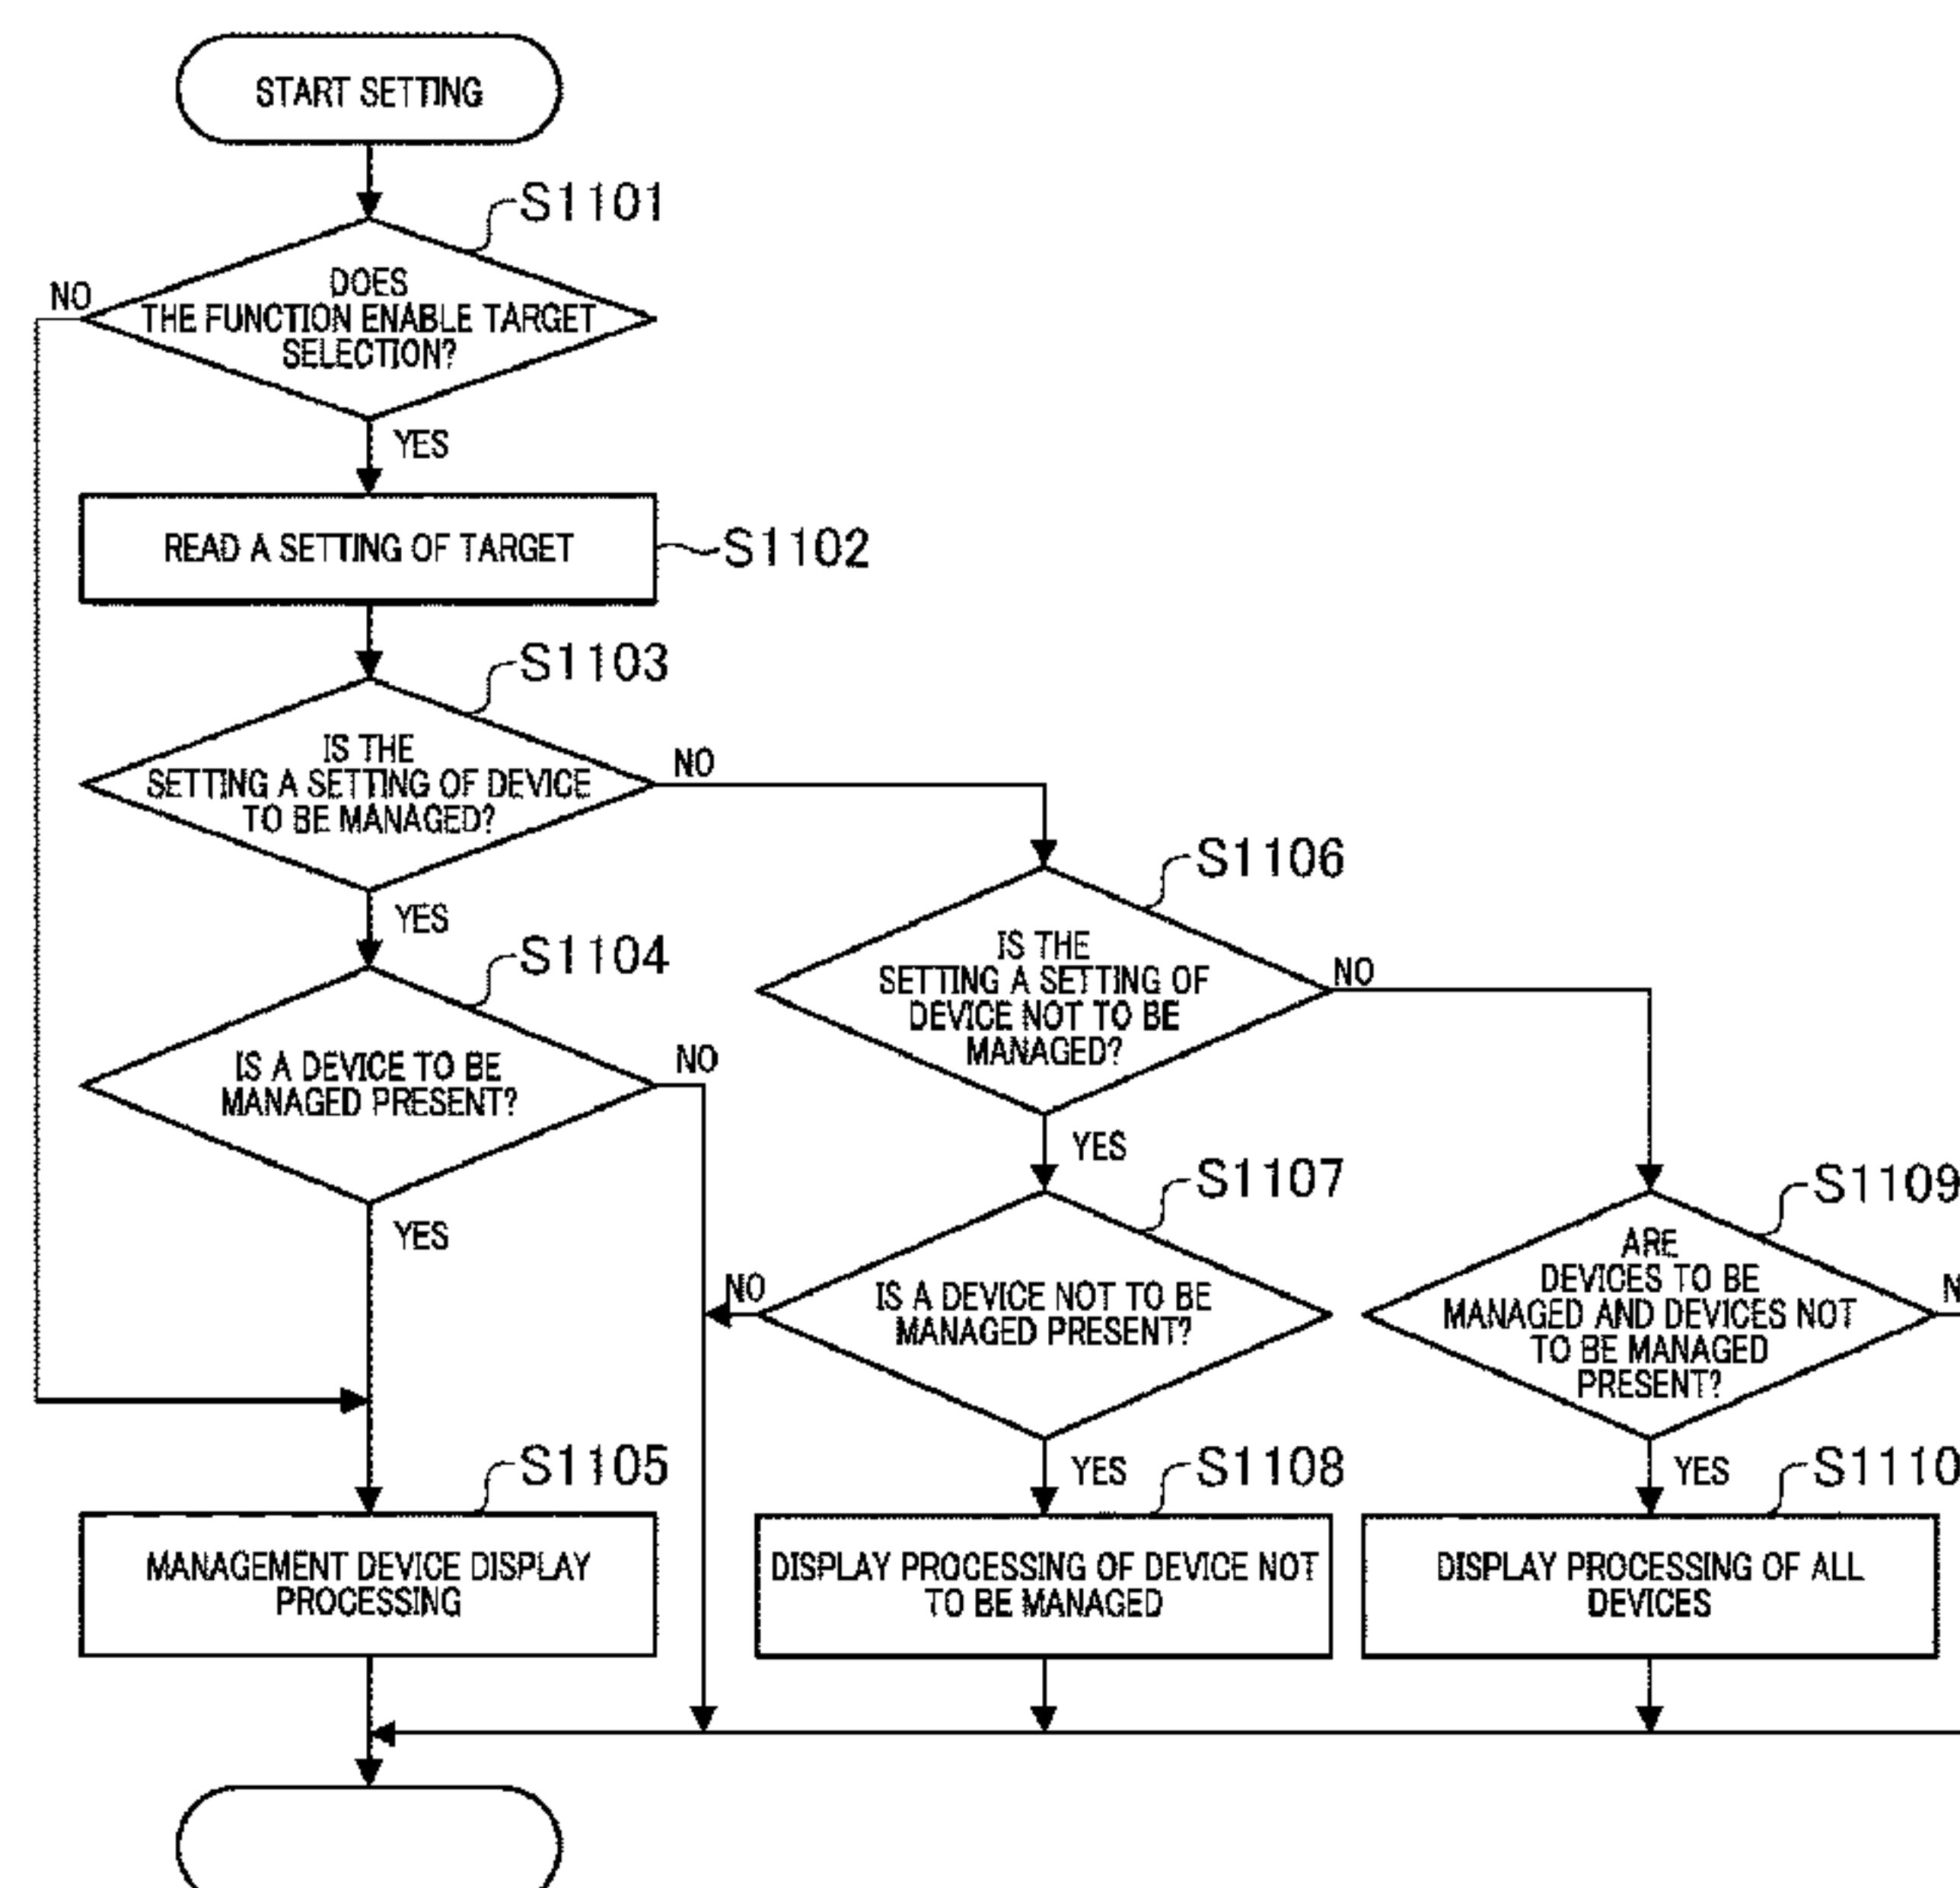 START SETTING
S1101
DOES
THE FUNCTION ENABLE TARGET
SELECTION?
NO
YES
READ A SETTING OF TARGET
S1102
S1103
IS THE
SETTING A SETTING OF DEVICE
TO BE MANAGED?
NO
YES
S1104
IS A DEVICE TO BE
MANAGED PRESENT?
NO
YES
S1105
MANAGEMENT DEVICE DISPLAY
PROCESSING
S1106
IS THE
SETTING A SETTING OF
DEVICE NOT TO BE
MANAGED?
NO
YES
S1107
IS A DEVICE NOT TO BE
MANAGED PRESENT?
NO
YES
S1108
DISPLAY PROCESSING OF DEVICE NOT
TO BE MANAGED
S1109
ARE
DEVICES TO BE
MANAGED AND DEVICES NOT
TO BE MANAGED
PRESENT?
YES
S1110
DISPLAY PROCESSING OF ALL
DEVICES